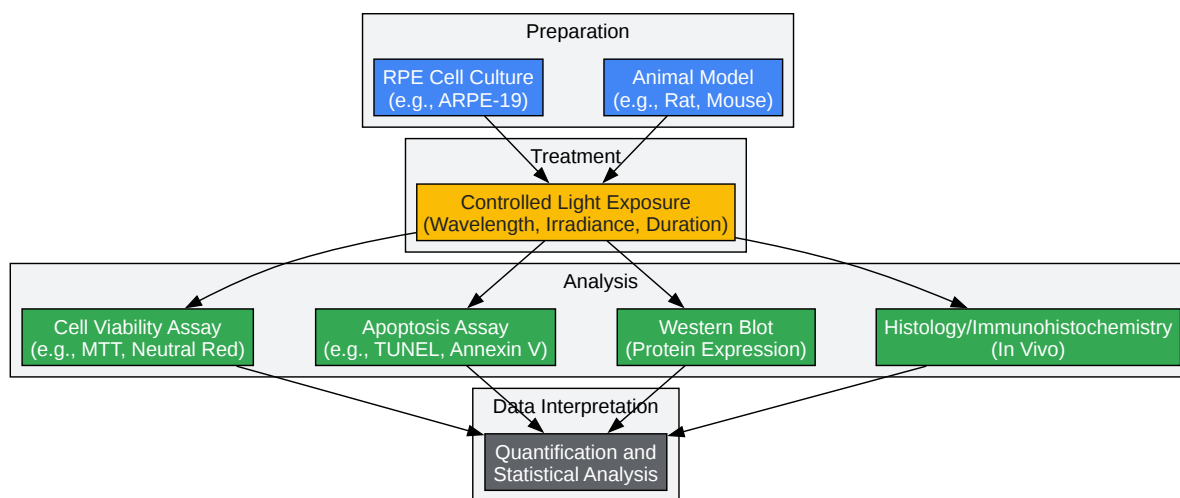 Preparation
RPE Cell Culture
(e.g., ARPE-19)
Animal Model
(e.g., Rat, Mouse)
Treatment
Controlled Light Exposure
(Wavelength, Irradiance, Duration)
Analysis
Cell Viability Assay
(e.g., MTT, Neutral Red)
Apoptosis Assay
(e.g., TUNEL, Annexin V)
Western Blot
(Protein Expression)
Histology/Immunohistochemistry
(In Vivo)
Data Interpretation
Quantification and
Statistical Analysis